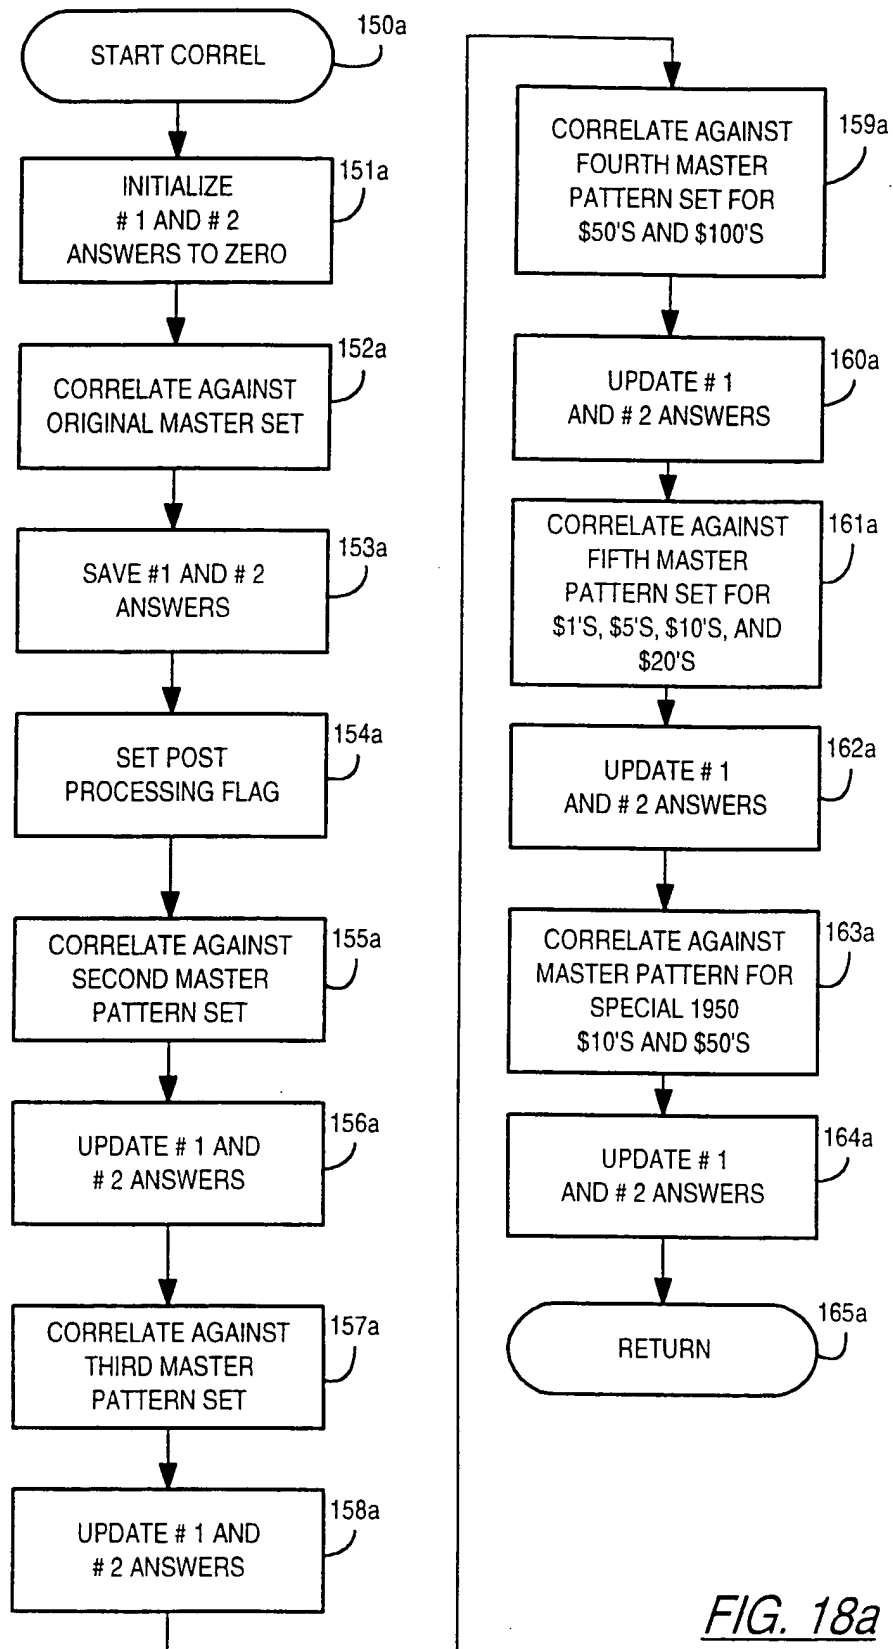 START CORREL
150a
INITIALIZE
# 1 AND # 2
ANSWERS TO ZERO
151a
CORRELATE AGAINST
ORIGINAL MASTER SET
152a
SAVE #1 AND # 2
ANSWERS
153a
SET POST
PROCESSING FLAG
154a
CORRELATE AGAINST
SECOND MASTER
PATTERN SET
155a
UPDATE # 1 AND
# 2 ANSWERS
156a
CORRELATE AGAINST
THIRD MASTER
PATTERN SET
157a
UPDATE # 1 AND
# 2 ANSWERS
158a
CORRELATE AGAINST
FOURTH MASTER
PATTERN SET FOR
$50'S AND $100'S
159a
UPDATE # 1
AND # 2 ANSWERS
160a
CORRELATE AGAINST
FIFTH MASTER
PATTERN SET FOR
$1'S, $5'S, $10'S, AND
$20'S
161a
UPDATE # 1
AND # 2 ANSWERS
162a
CORRELATE AGAINST
MASTER PATTERN FOR
SPECIAL 1950
$10'S AND $50'S
163a
UPDATE # 1
AND # 2 ANSWERS
164a
RETURN
165a
FIG. 18a